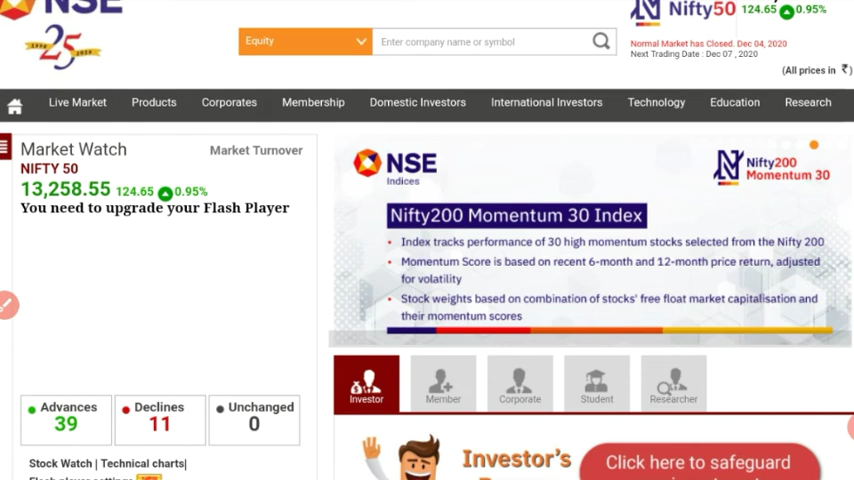 NSE
Nifty50
124.65 0.95%
25
Equity
Enter company name or symbol
Normal Market has Closed. Dec 04, 2020
Next Trading Date : Dec 07 , 2020
(All prices in ₹)
Live Market Products Corporates Membership Domestic Investors International Investors Technology Education Research
Market Watch
Market Turnover
NIFTY 50
13,258.55 124.65 0.95%
You need to upgrade your Flash Player
NSE
Indices
Nifty200
Momentum 30
Nifty200 Momentum 30 Index
• Index tracks performance of 30 high momentum stocks selected from the Nifty 200
• Momentum Score is based on recent 6-month and 12-month price return, adjusted
for volatility
• Stock weights based on combination of stocks' free float market capitalisation and
their momentum scores
Investor Member Corporate Student Researcher
Advances
39
Declines
11
Unchanged
0
Stock Watch | Technical charts|
Flash player settings
Investor's
Click here to safeguard